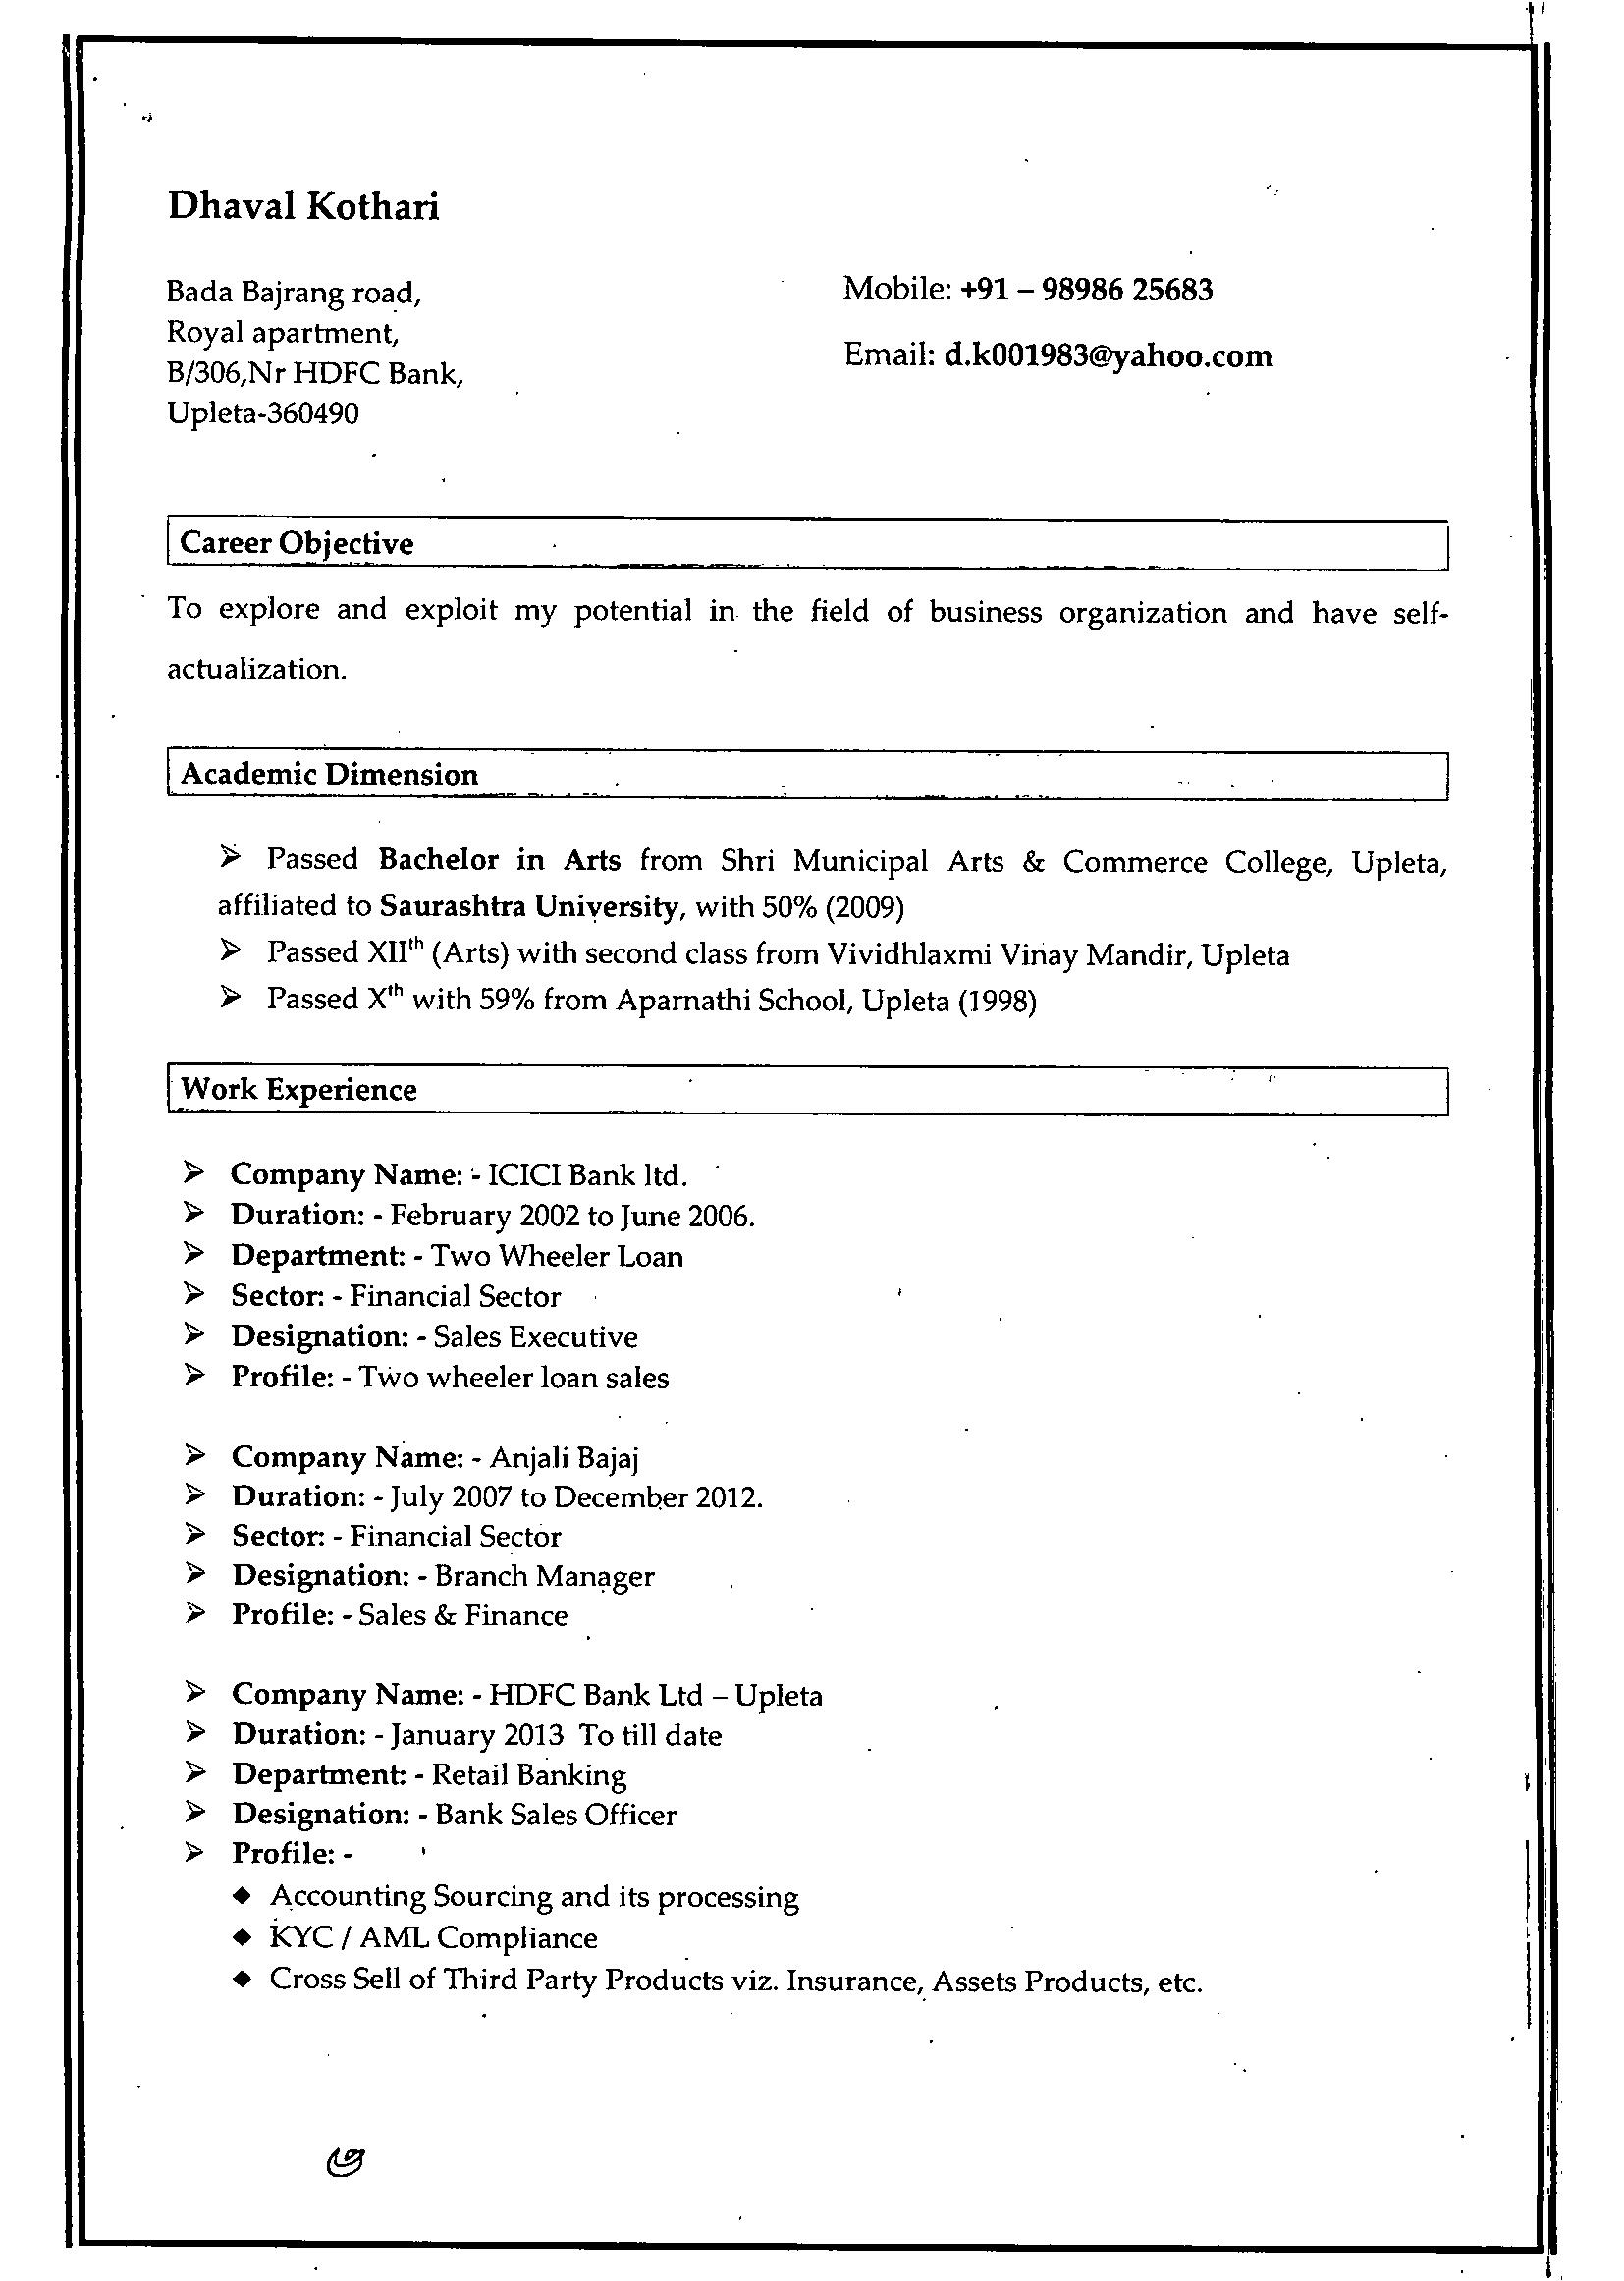 Dhaval Kothari
Bada Bajrang road,
Royal apartment,
B/306,Nr HDFC Bank,
Upleta-360490
Mobile: +91 – 98986 25683
Email: d.k001983@yahoo.com
Career Objective
To explore and exploit my potential in the field of business organization and have self-
actualization.
Academic Dimension
➢ Passed Bachelor in Arts from Shri Municipal Arts & Commerce College, Upleta,
affiliated to Saurashtra University, with 50% (2009)
➢ Passed XIIth (Arts) with second class from Vividhlaxmi Vinay Mandir, Upleta
➢ Passed Xth with 59% from Aparnathi School, Upleta (1998)
Work Experience
➢ Company Name: - ICICI Bank ltd.
➢ Duration: - February 2002 to June 2006.
➢ Department: - Two Wheeler Loan
➢ Sector: - Financial Sector
➢ Designation: - Sales Executive
➢ Profile: - Two wheeler loan sales
➢ Company Name: - Anjali Bajaj
➢ Duration: - July 2007 to December 2012.
➢ Sector: - Financial Sector
➢ Designation: - Branch Manager
➢ Profile: - Sales & Finance
➢ Company Name: - HDFC Bank Ltd – Upleta
➢ Duration: - January 2013 To till date
➢ Department: - Retail Banking
➢ Designation: - Bank Sales Officer
➢ Profile: -
◆ Accounting Sourcing and its processing
◆ KYC / AML Compliance
◆ Cross Sell of Third Party Products viz. Insurance, Assets Products, etc.